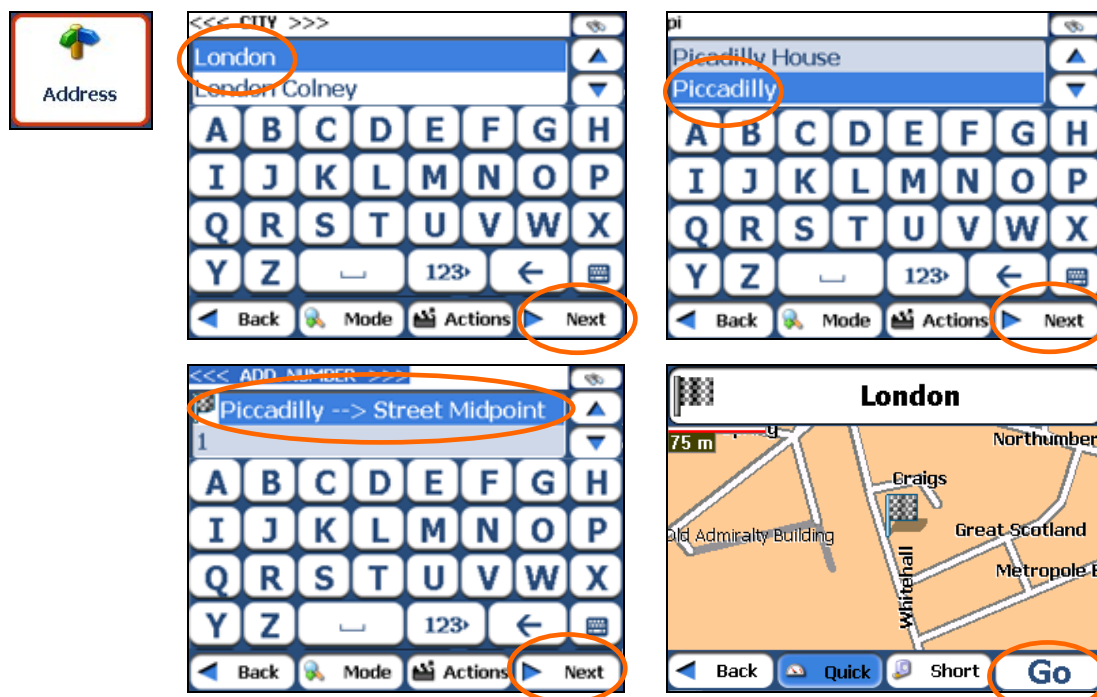 Address
<<< CITY >>>
London
London Colney
A B C D E F G H
I J K L M N O P
Q R S T U V W X
Y Z 123
Back Mode Actions Next
pi
Picadilly House
Piccadilly
A B C D E F G H
I J K L M N O P
Q R S T U V W X
Y Z 123
Back Mode Actions Next
<<< ADD NUMBER >>>
Piccadilly --> Street Midpoint
1
A B C D E F G H
I J K L M N O P
Q R S T U V W X
Y Z 123
Back Mode Actions Next
London
75 m
Northumber
Craigs
Old Admiralty Building
Great Scotland
Metropole B
Whitehall
Back Quick Short Go